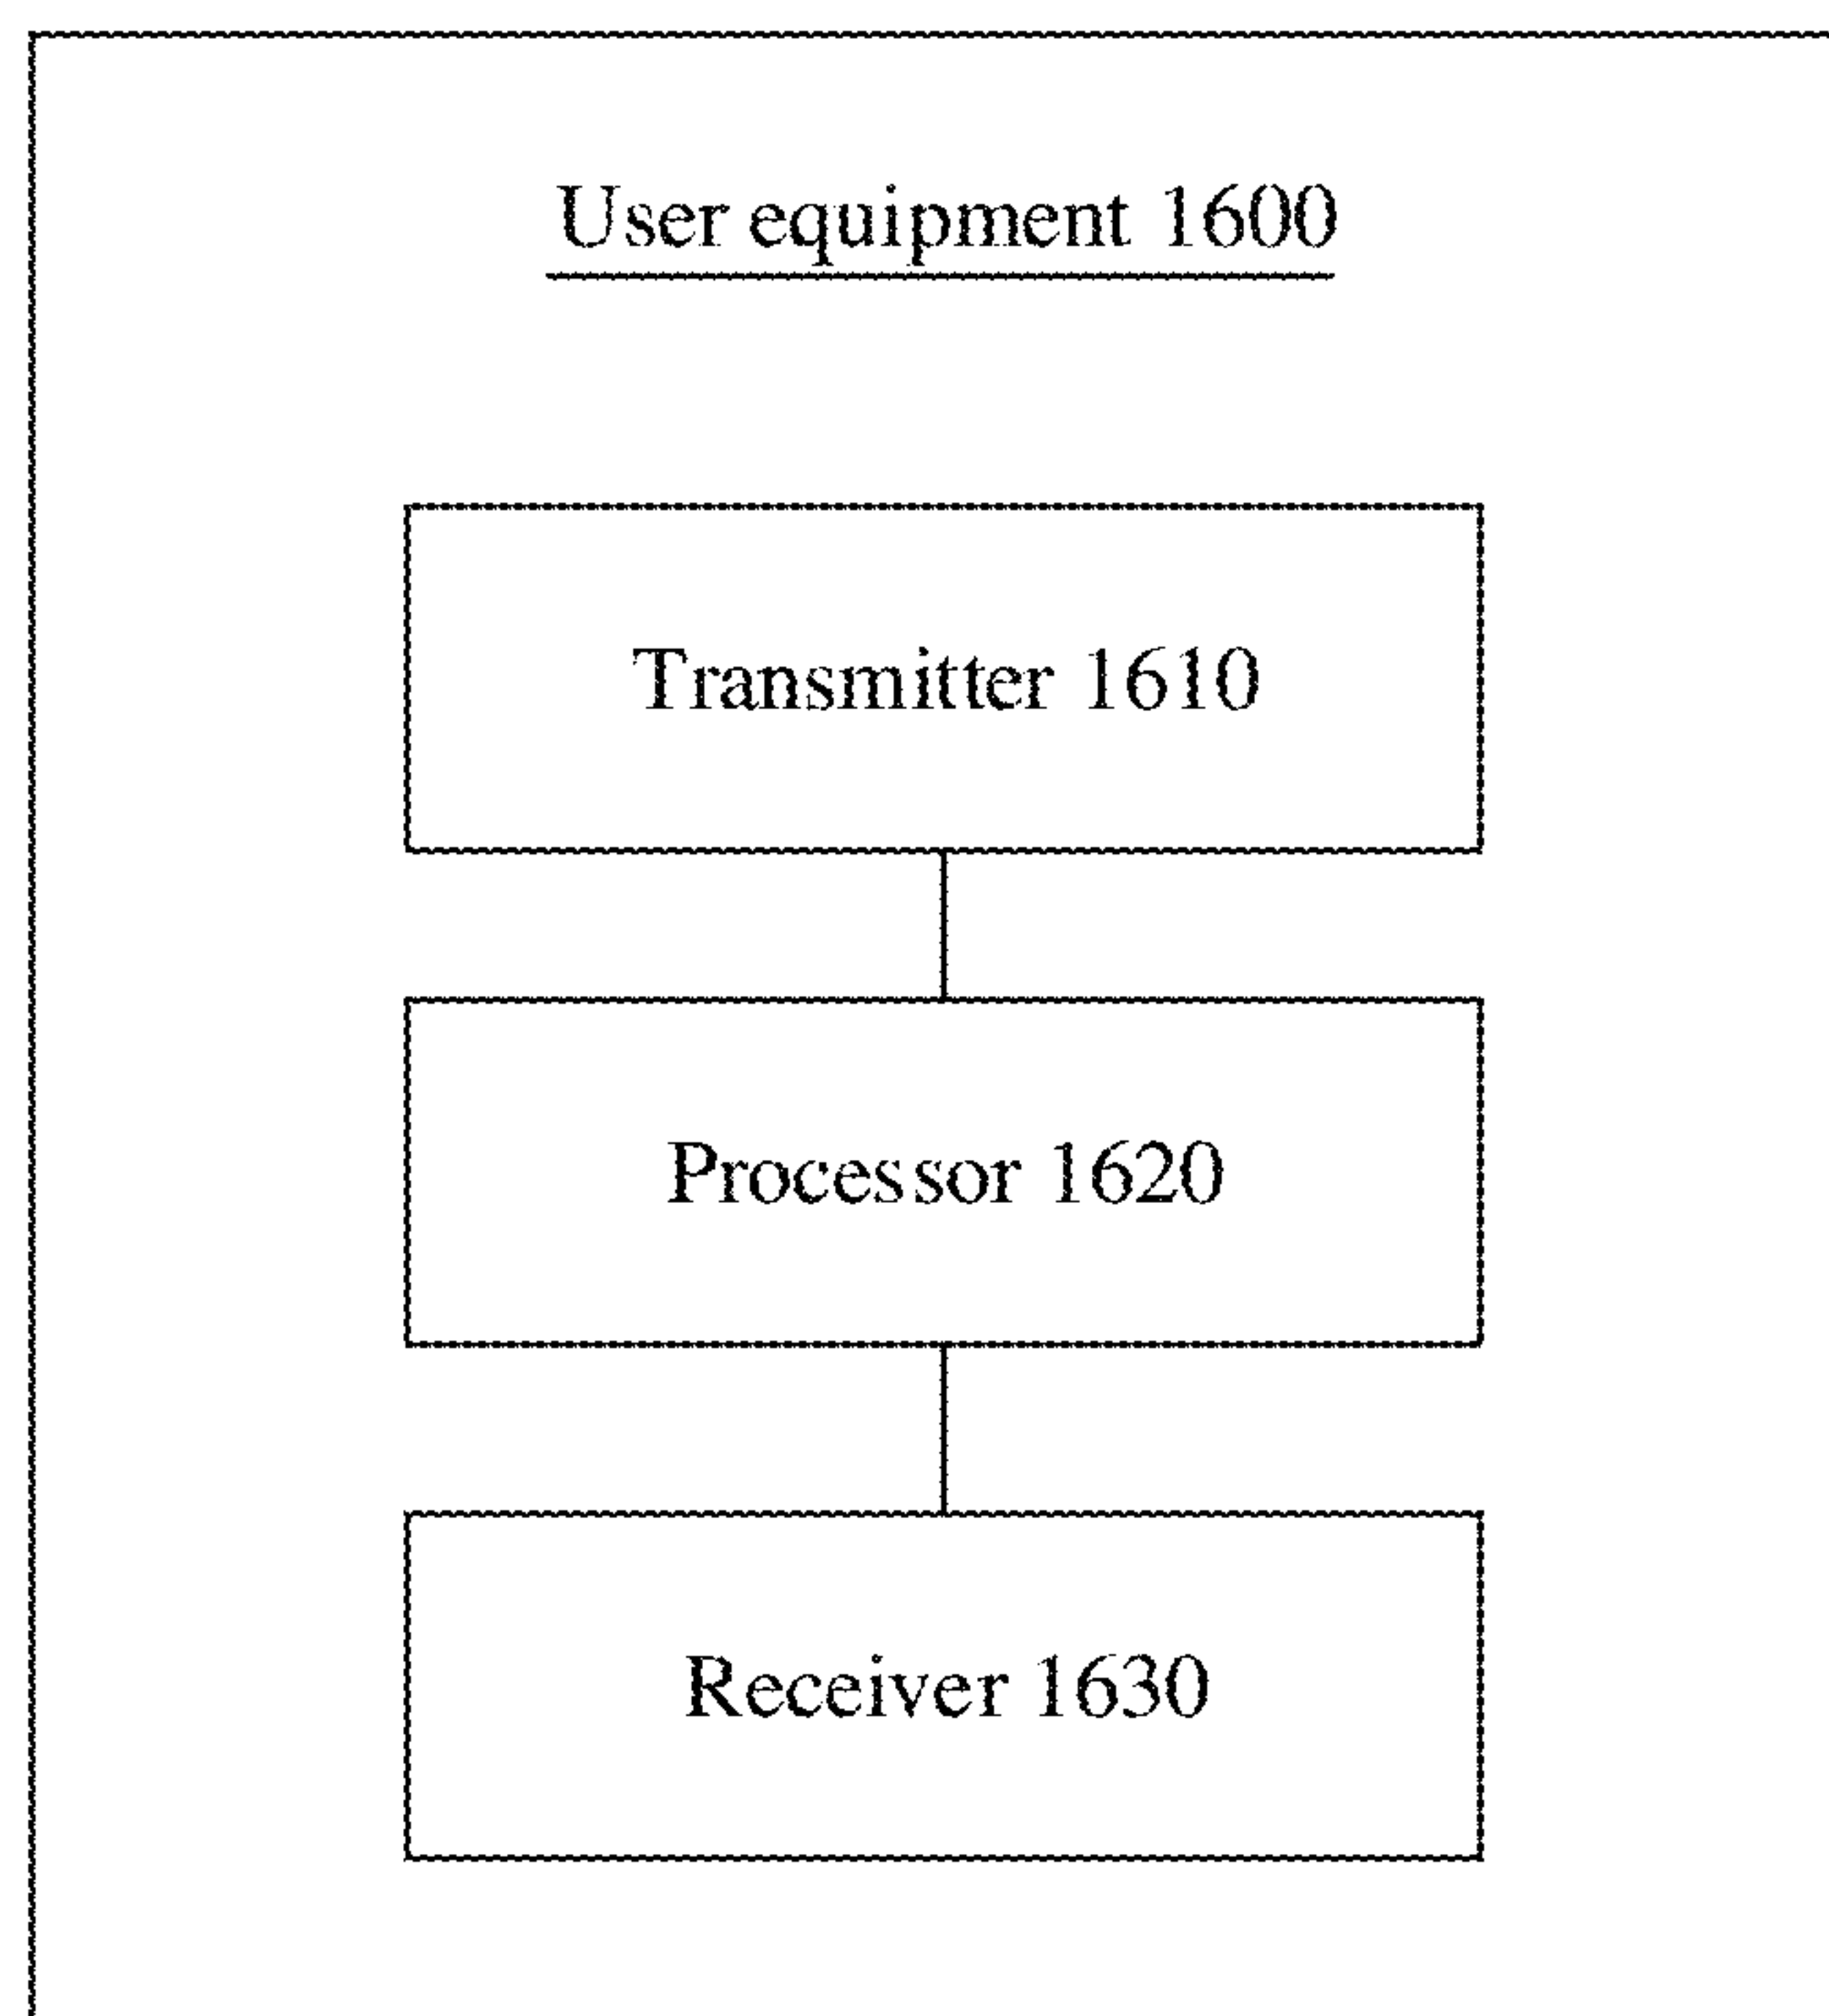 User equipment 1600
Transmitter 1610
Processor 1620
Receiver 1630